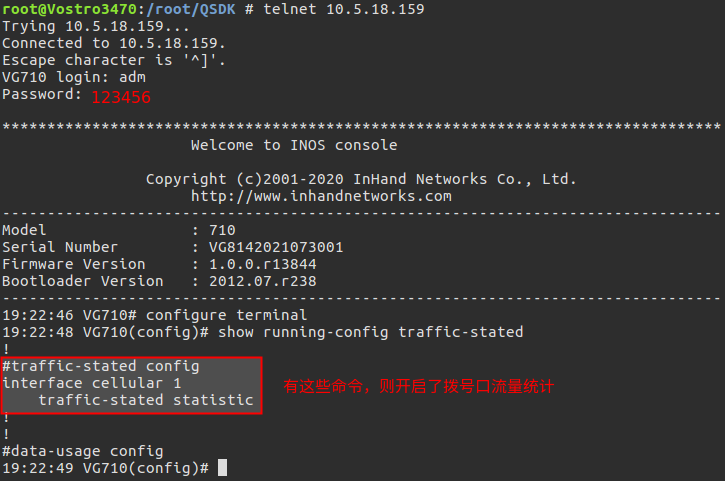 root@Vostro3470:/root/QSDK # telnet 10.5.18.159
Trying 10.5.18.159...
Connected to 10.5.18.159.
Escape character is '^]'.
VG710 login: adm
Password: 123456
********************************************************************************
Welcome to INOS console
Copyright (c)2001-2020 InHand Networks Co., Ltd.
http://www.inhandnetworks.com
--------------------------------------------------------------------------------
Model : 710
Serial Number : VG8142021073001
Firmware Version : 1.0.0.r13844
Bootloader Version : 2012.07.r238
--------------------------------------------------------------------------------
19:22:46 VG710# configure terminal
19:22:48 VG710(config)# show running-config traffic-stated
!
#traffic-stated config
interface cellular 1
traffic-stated statistic
有这些命令，则开启了拨号口流量统计
!
!
#data-usage config
19:22:49 VG710(config)#